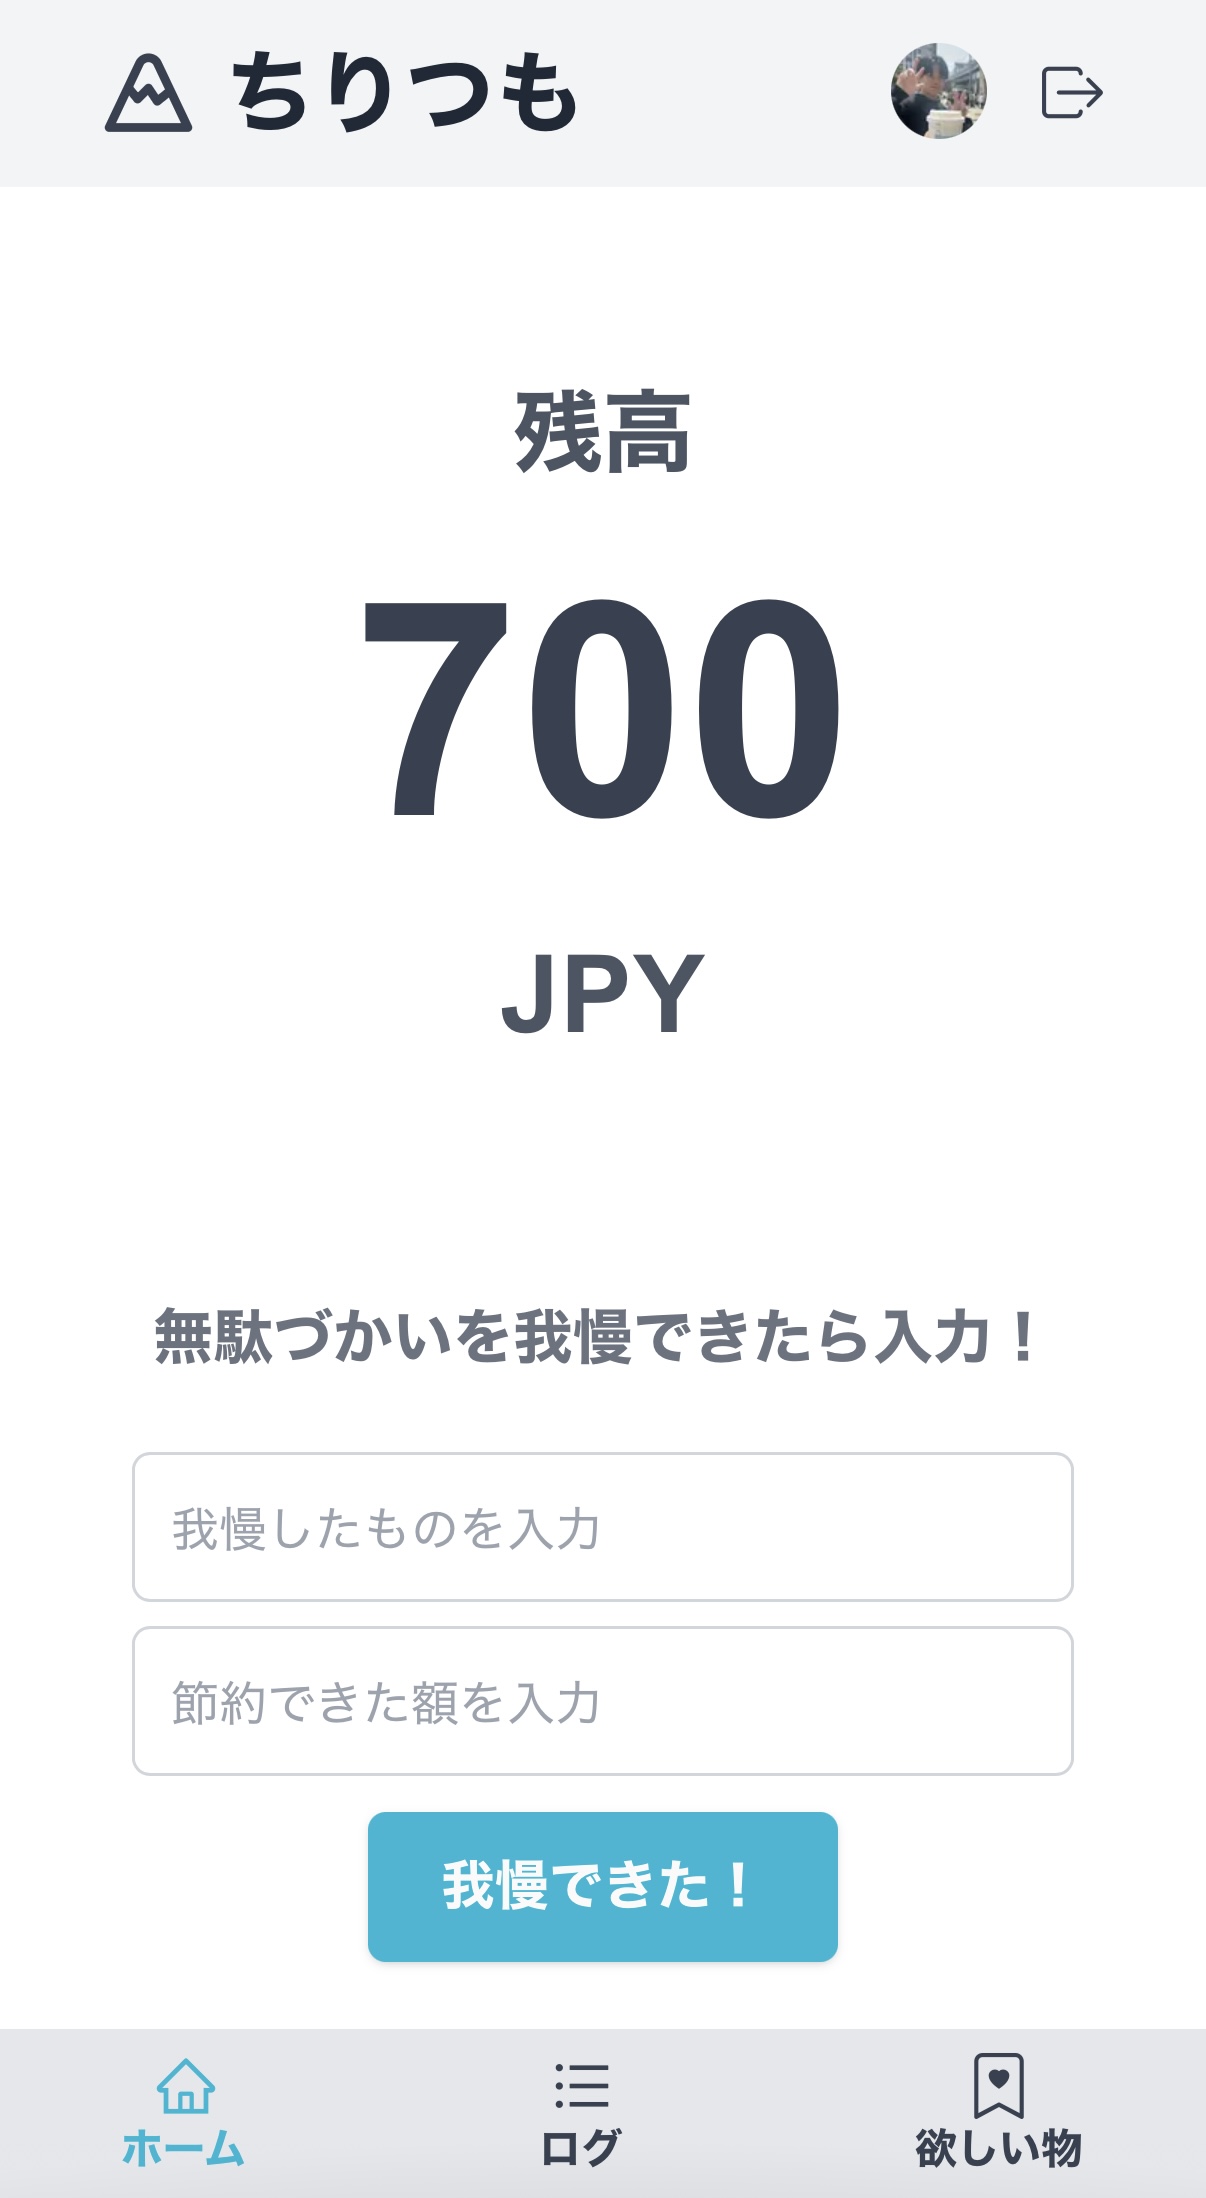 ちりつも
残高
700
JPY
無駄づかいを我慢できたら入力！
我慢したものを入力
節約できた額を入力
我慢できた！
ホーム
ログ
欲しい物